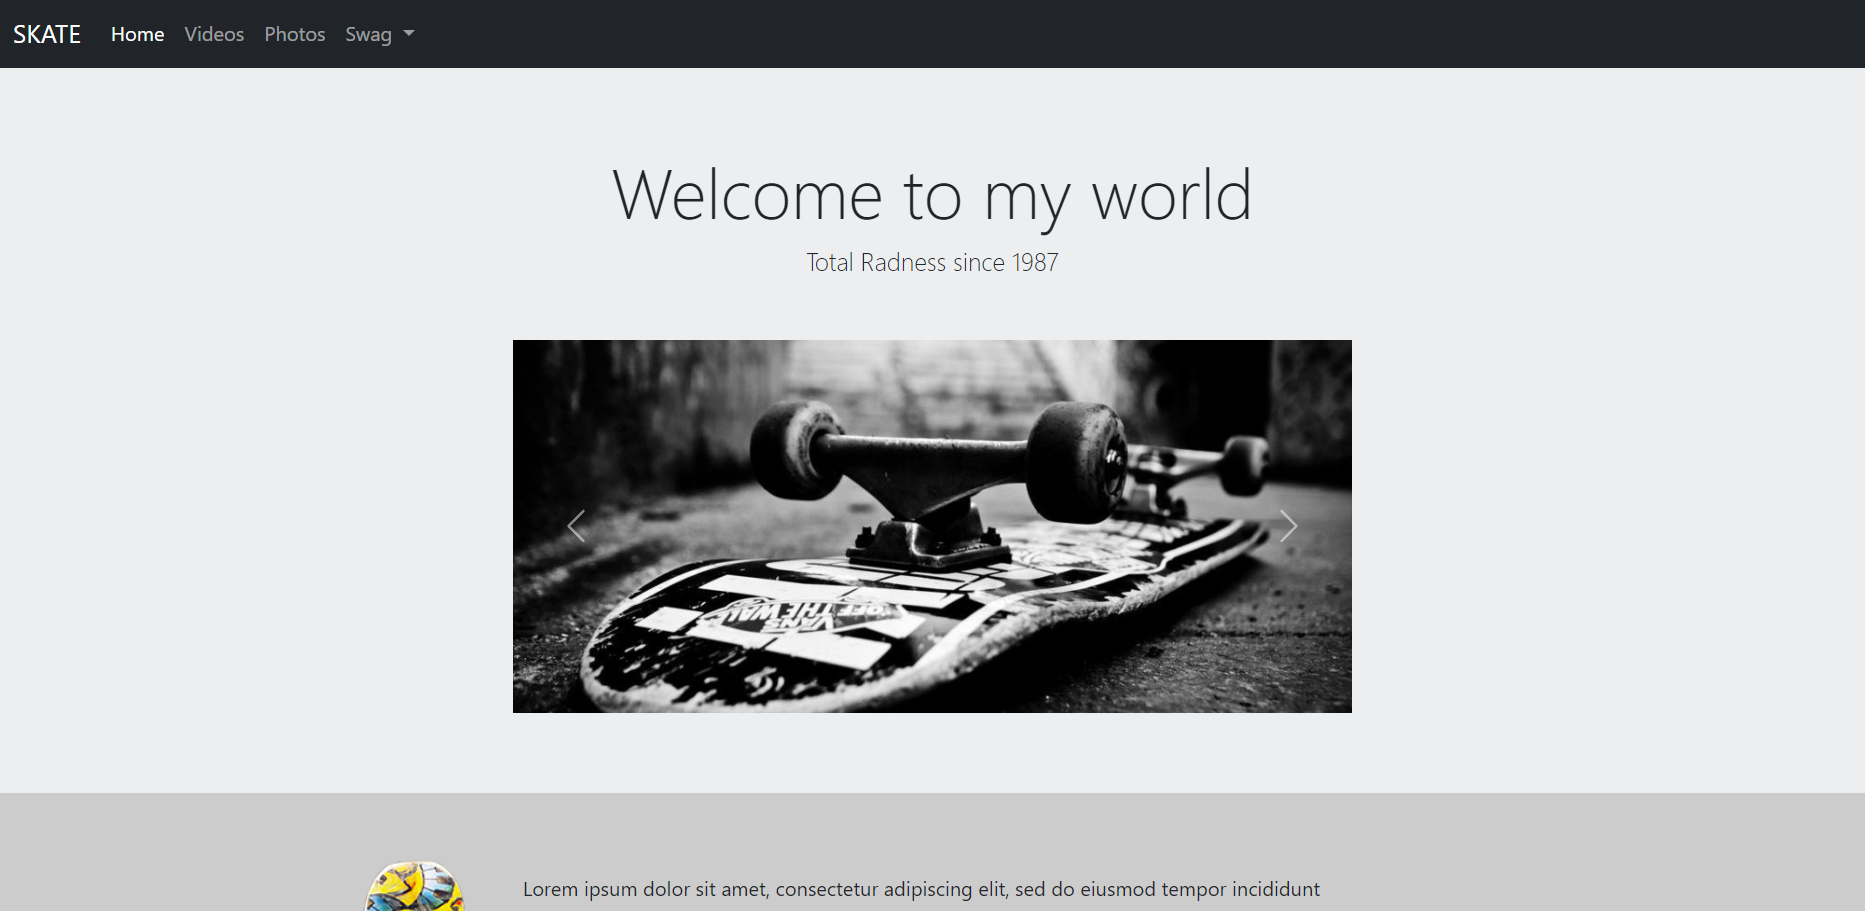 SKATE Home Videos Photos Swag
Welcome to my world
Total Radness since 1987
VANS
"OFF THE WALL"
Lorem ipsum dolor sit amet, consectetur adipiscing elit, sed do eiusmod tempor incididunt